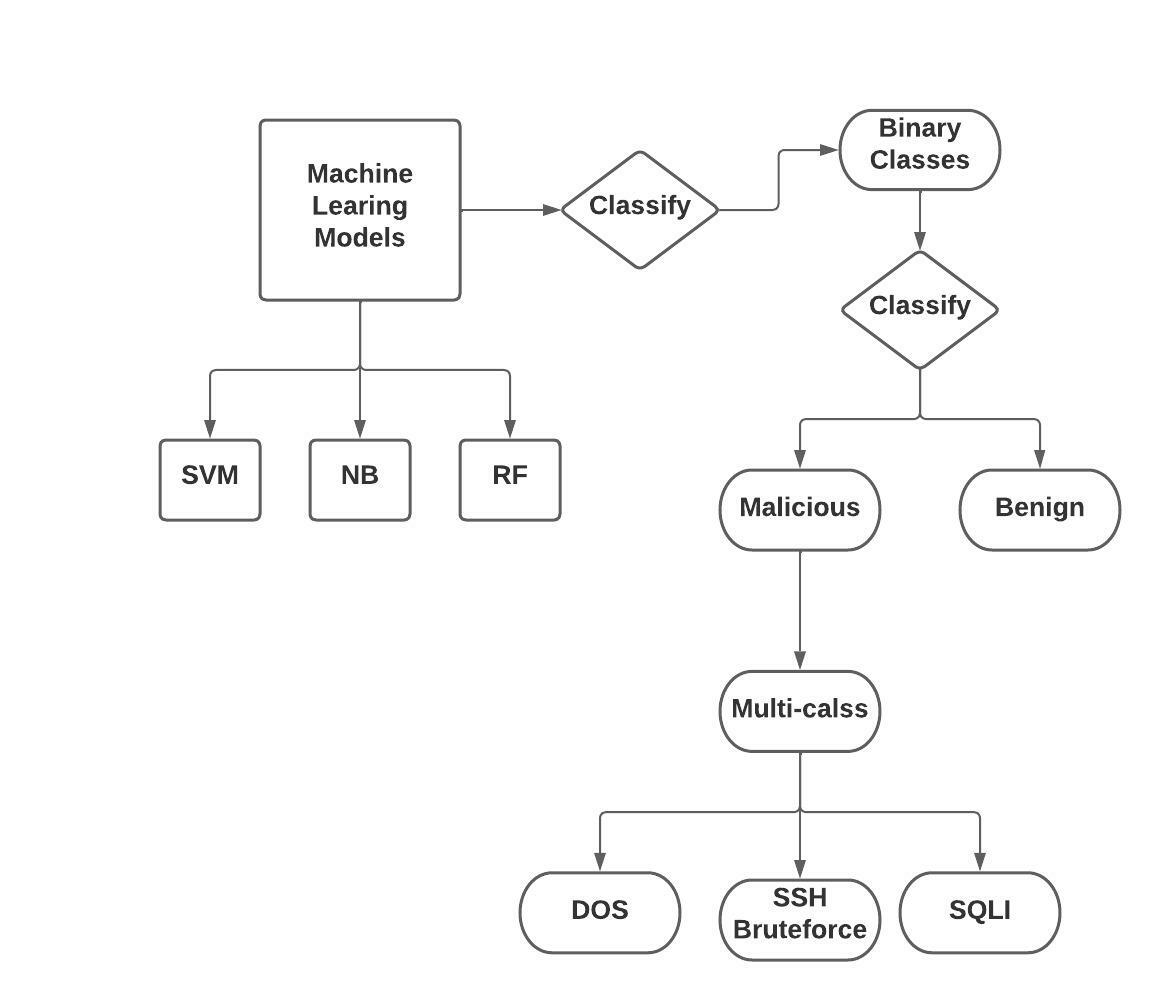 Machine
Learing
Models
Classify
Binary
Classes
Classify
SVM
NB
RF
Malicious
Benign
Multi-calss
DOS
SSH
Bruteforce
SQLI